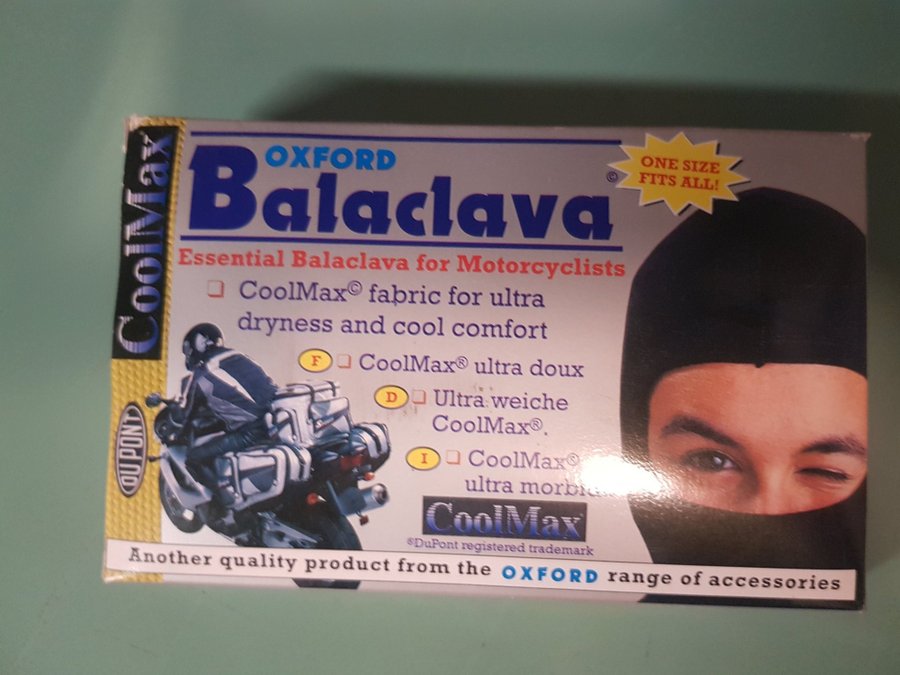 CoolMax
OXFORD
Balaclava ©
ONE SIZE
FITS ALL!
Essential Balaclava for Motorcyclists
CoolMax© fabric for ultra
dryness and cool comfort
F CoolMax® ultra doux
D Ultra weiche
CoolMax®.
I CoolMax®
ultra
CoolMax
®DuPont registered trademark
DU PONT
Another quality product from the OXFORD range of accessories